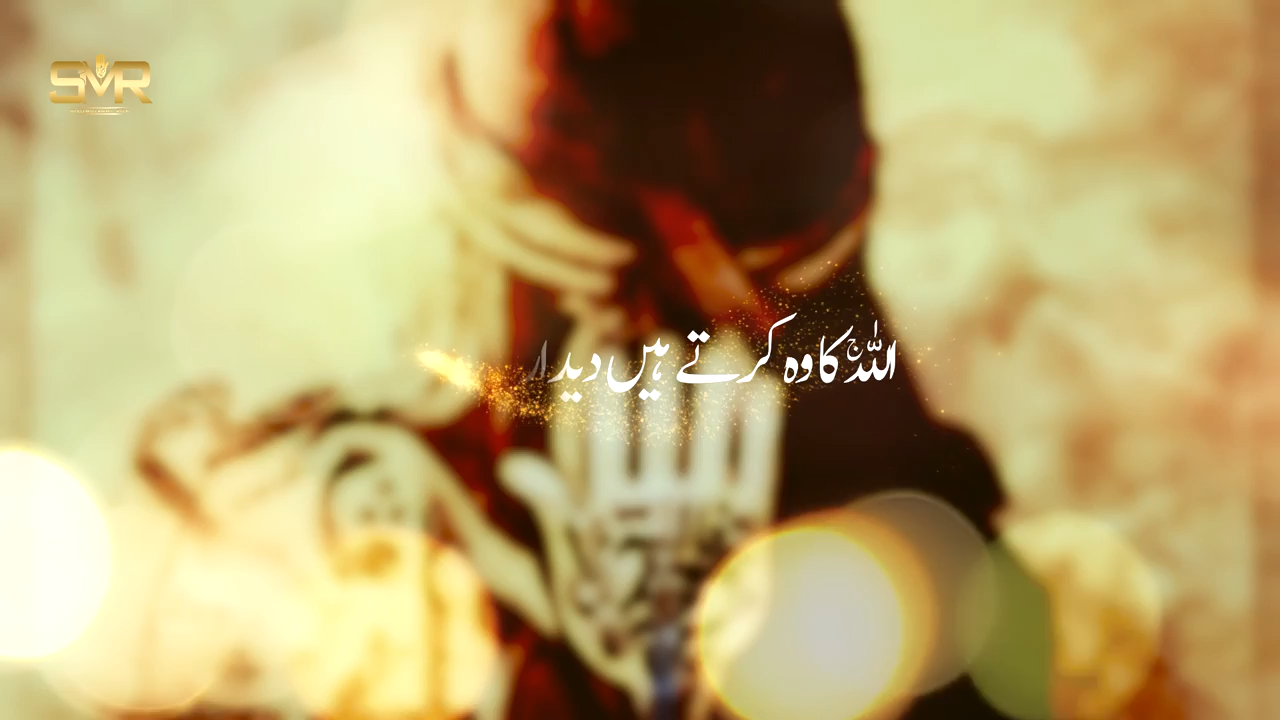 SMR
اللہ ج کا وہ کرتے ہیں دیدار